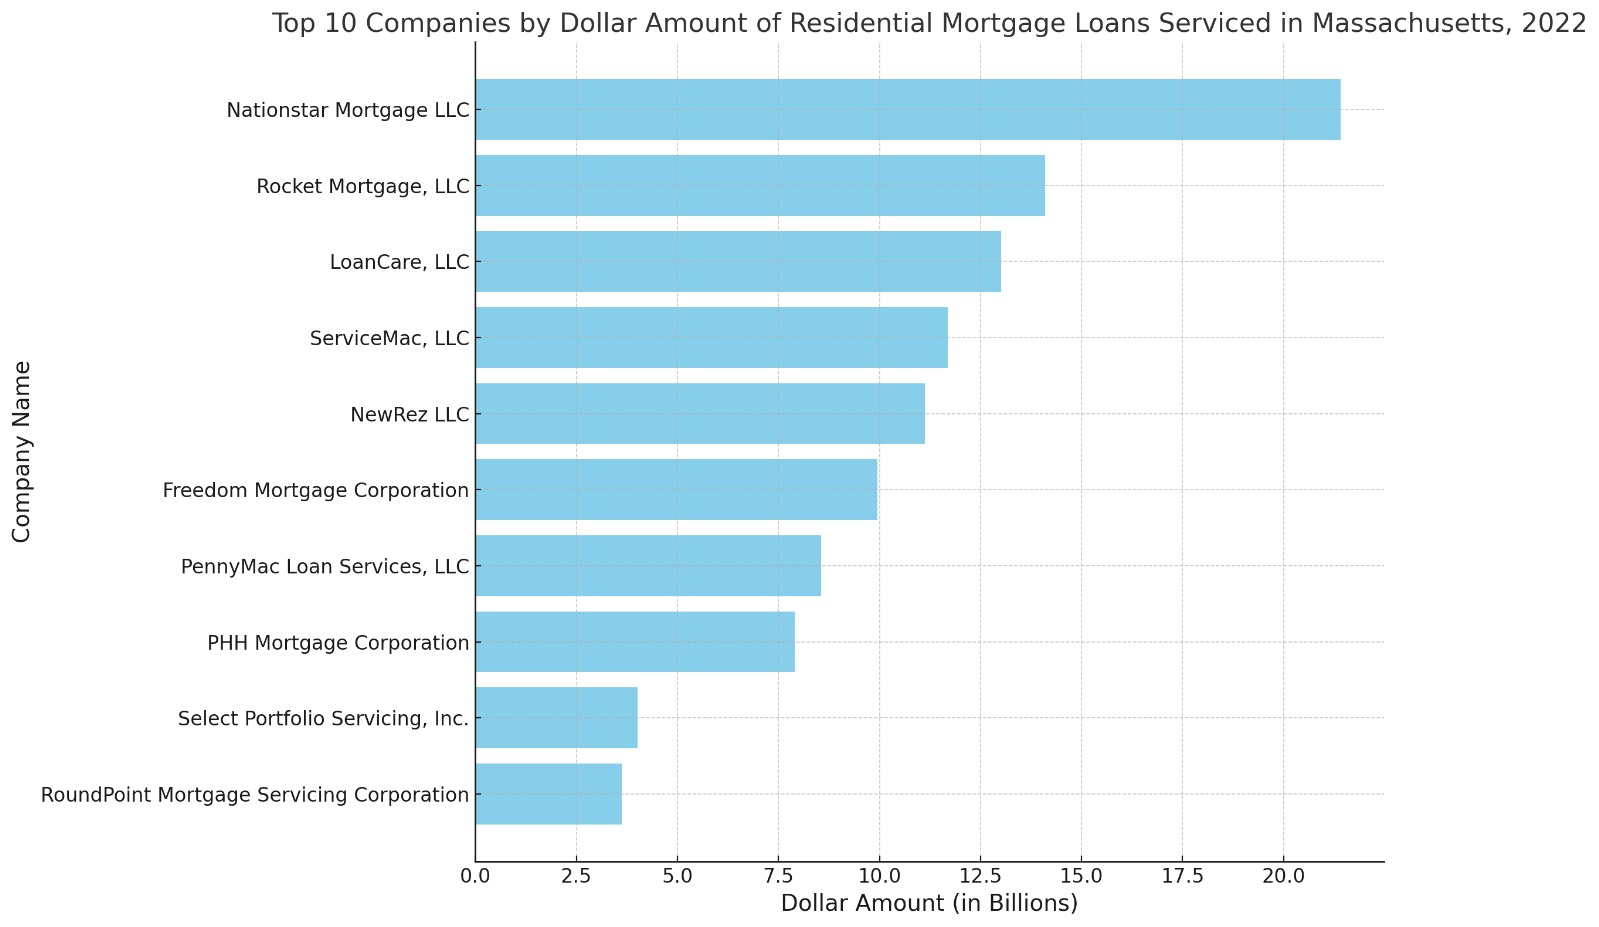 Top 10 Companies by Dollar Amount of Residential Mortgage Loans Serviced in Massachusetts, 2022
Company Name
Nationstar Mortgage LLC
Rocket Mortgage, LLC
LoanCare, LLC
ServiceMac, LLC
NewRez LLC
Freedom Mortgage Corporation
PennyMac Loan Services, LLC
PHH Mortgage Corporation
Select Portfolio Servicing, Inc.
RoundPoint Mortgage Servicing Corporation
0.0 2.5 5.0 7.5 10.0 12.5 15.0 17.5 20.0
Dollar Amount (in Billions)